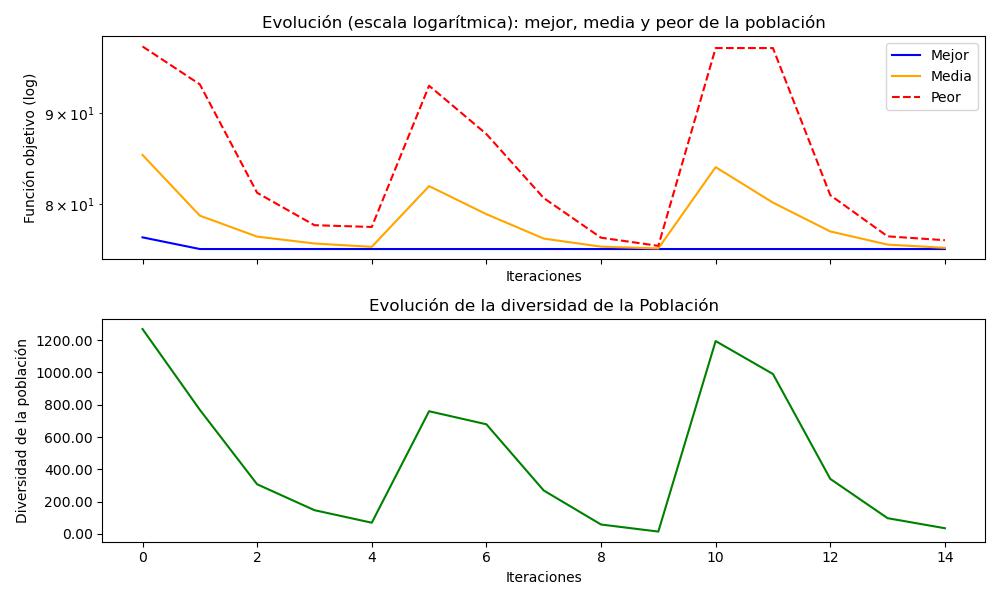 Evolución (escala logarítmica): mejor, media y peor de la población
Función objetivo (log)
9 × 10¹
8 × 10¹
Mejor
Media
Peor
Iteraciones
Evolución de la diversidad de la Población
Diversidad de la población
1200.00
1000.00
800.00
600.00
400.00
200.00
0.00
0 2 4 6 8 10 12 14
Iteraciones